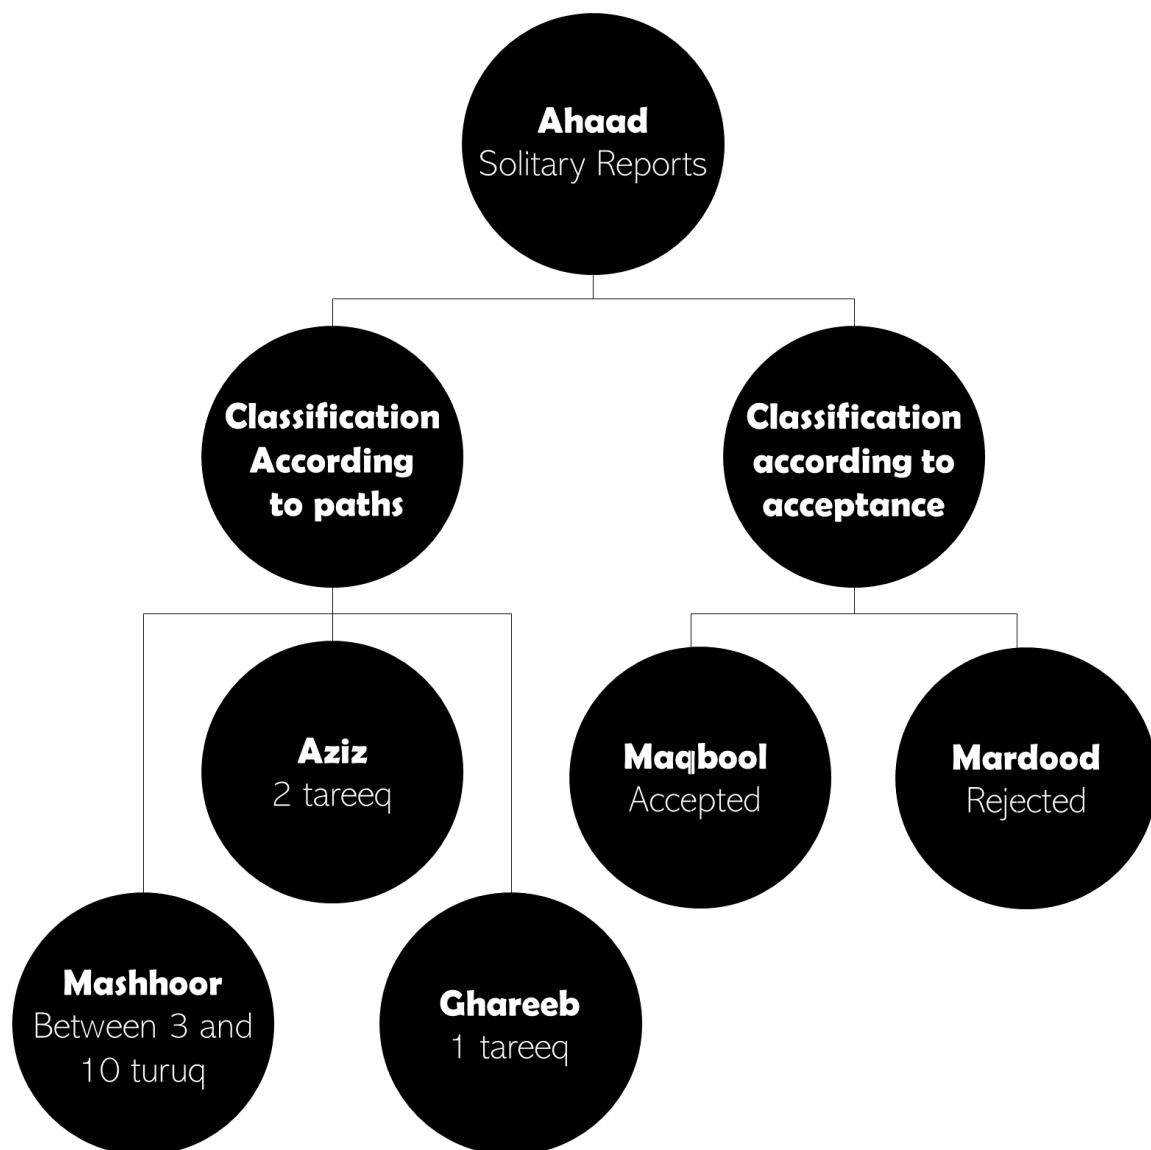 Ahaad
Solitary Reports
Classification
According
to paths
Classification
according to
acceptance
Aziz
2 tareeq
Maqbool
Accepted
Mardood
Rejected
Mashhoor
Between 3 and
10 turuq
Ghareeb
1 tareeq